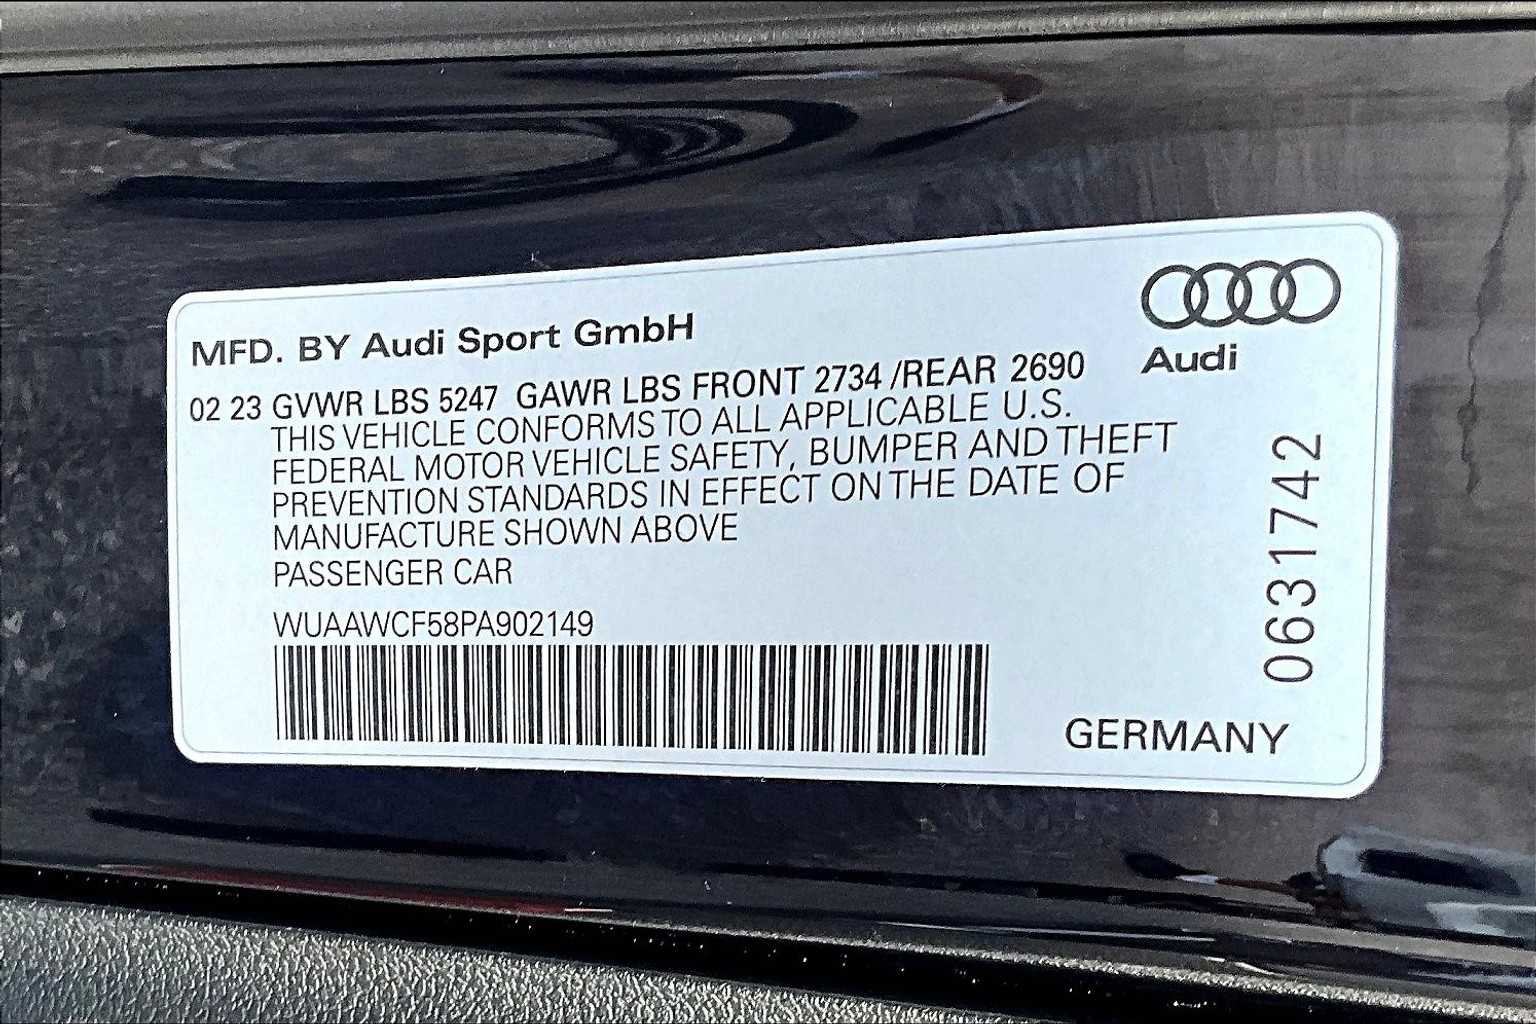 MFD. BY Audi Sport GmbH
Audi
02 23 GVWR LBS 5247 GAWR LBS FRONT 2734 /REAR 2690
THIS VEHICLE CONFORMS TO ALL APPLICABLE U.S.
FEDERAL MOTOR VEHICLE SAFETY, BUMPER AND THEFT
PREVENTION STANDARDS IN EFFECT ON THE DATE OF
MANUFACTURE SHOWN ABOVE
PASSENGER CAR
WUAAWCF58PA902149
0631742
GERMANY